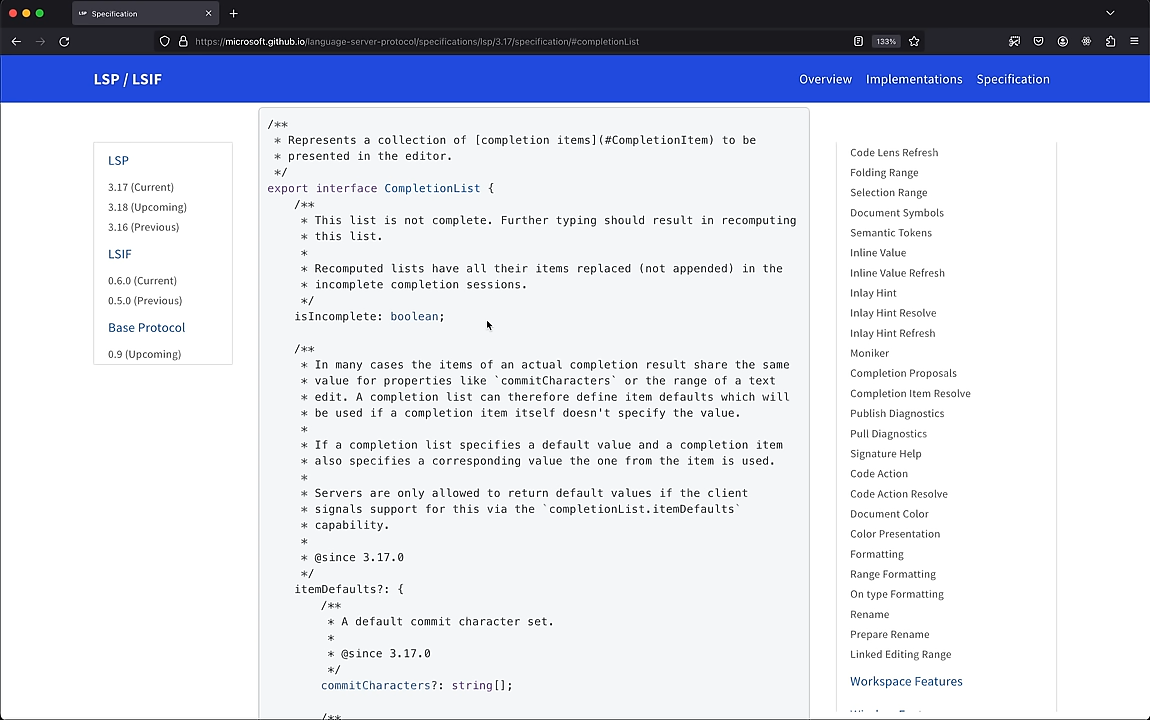 LSP Specification
https://microsoft.github.io/language-server-protocol/specifications/lsp/3.17/specification/#completionList
133%
LSP / LSIF
Overview Implementations Specification
LSP
3.17 (Current)
3.18 (Upcoming)
3.16 (Previous)
LSIF
0.6.0 (Current)
0.5.0 (Previous)
Base Protocol
0.9 (Upcoming)
/**
* Represents a collection of [completion items](#CompletionItem) to be
* presented in the editor.
*/
export interface CompletionList {
/**
* This list is not complete. Further typing should result in recomputing
* this list.
*
* Recomputed lists have all their items replaced (not appended) in the
* incomplete completion sessions.
*/
isIncomplete: boolean;
/**
* In many cases the items of an actual completion result share the same
* value for properties like `commitCharacters` or the range of a text
* edit. A completion list can therefore define item defaults which will
* be used if a completion item itself doesn't specify the value.
*
* If a completion list specifies a default value and a completion item
* also specifies a corresponding value the one from the item is used.
*
* Servers are only allowed to return default values if the client
* signals support for this via the `completionList.itemDefaults`
* capability.
*
* @since 3.17.0
*/
itemDefaults?: {
/**
* A default commit character set.
*
* @since 3.17.0
*/
commitCharacters?: string[];
/**
Code Lens Refresh
Folding Range
Selection Range
Document Symbols
Semantic Tokens
Inline Value
Inline Value Refresh
Inlay Hint
Inlay Hint Resolve
Inlay Hint Refresh
Moniker
Completion Proposals
Completion Item Resolve
Publish Diagnostics
Pull Diagnostics
Signature Help
Code Action
Code Action Resolve
Document Color
Color Presentation
Formatting
Range Formatting
On type Formatting
Rename
Prepare Rename
Linked Editing Range
Workspace Features